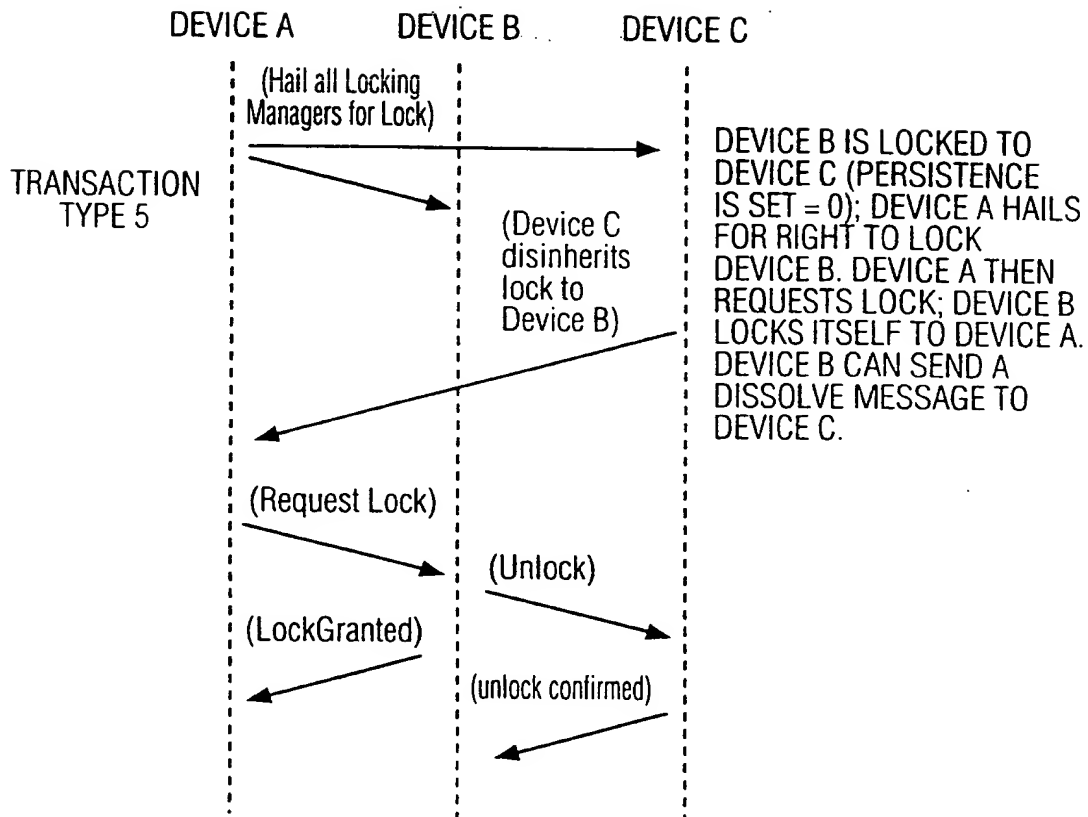 DEVICE A DEVICE B DEVICE C
(Hail all Locking
Managers for Lock)
TRANSACTION
TYPE 5
(Device C
disinherits
lock to
Device B)
DEVICE B IS LOCKED TO
DEVICE C (PERSISTENCE
IS SET = 0); DEVICE A HAILS
FOR RIGHT TO LOCK
DEVICE B. DEVICE A THEN
REQUESTS LOCK; DEVICE B
LOCKS ITSELF TO DEVICE A.
DEVICE B CAN SEND A
DISSOLVE MESSAGE TO
DEVICE C.
(Request Lock)
(Unlock)
(LockGranted)
(unlock confirmed)